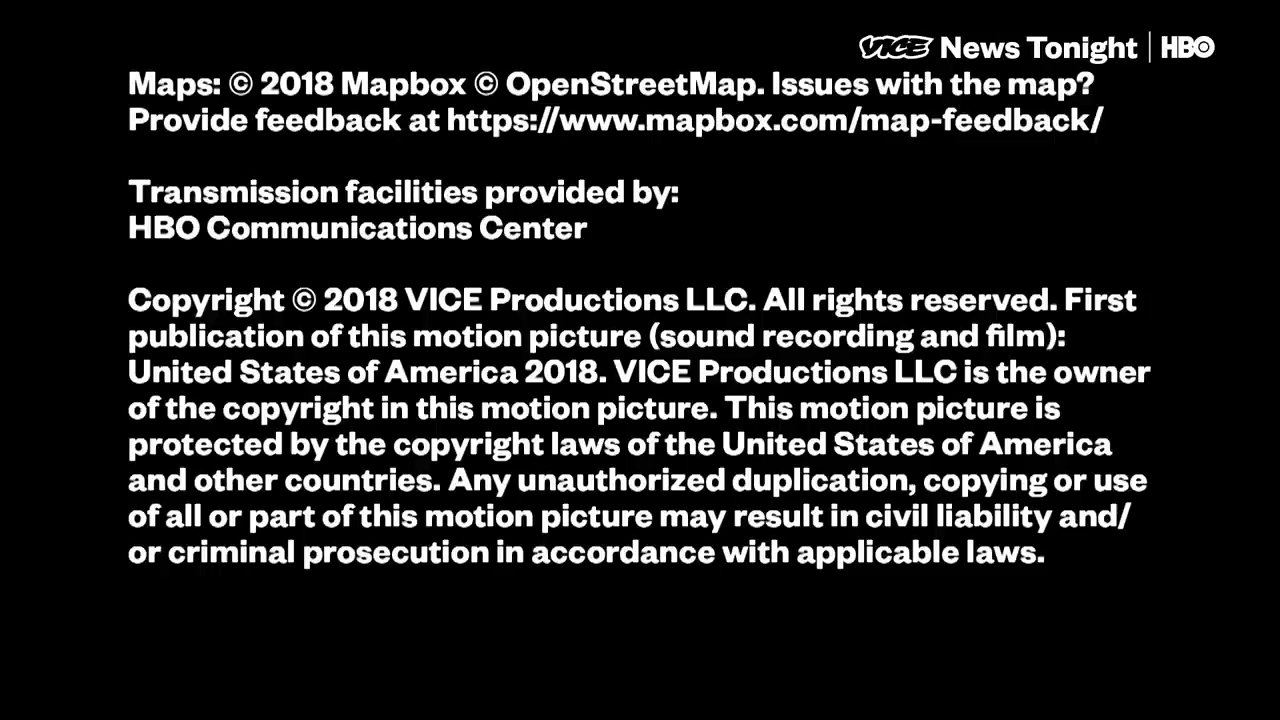 VICE News Tonight | HBO
Maps: © 2018 Mapbox © OpenStreetMap. Issues with the map?
Provide feedback at https://www.mapbox.com/map-feedback/
Transmission facilities provided by:
HBO Communications Center
Copyright © 2018 VICE Productions LLC. All rights reserved. First
publication of this motion picture (sound recording and film):
United States of America 2018. VICE Productions LLC is the owner
of the copyright in this motion picture. This motion picture is
protected by the copyright laws of the United States of America
and other countries. Any unauthorized duplication, copying or use
of all or part of this motion picture may result in civil liability and/
or criminal prosecution in accordance with applicable laws.